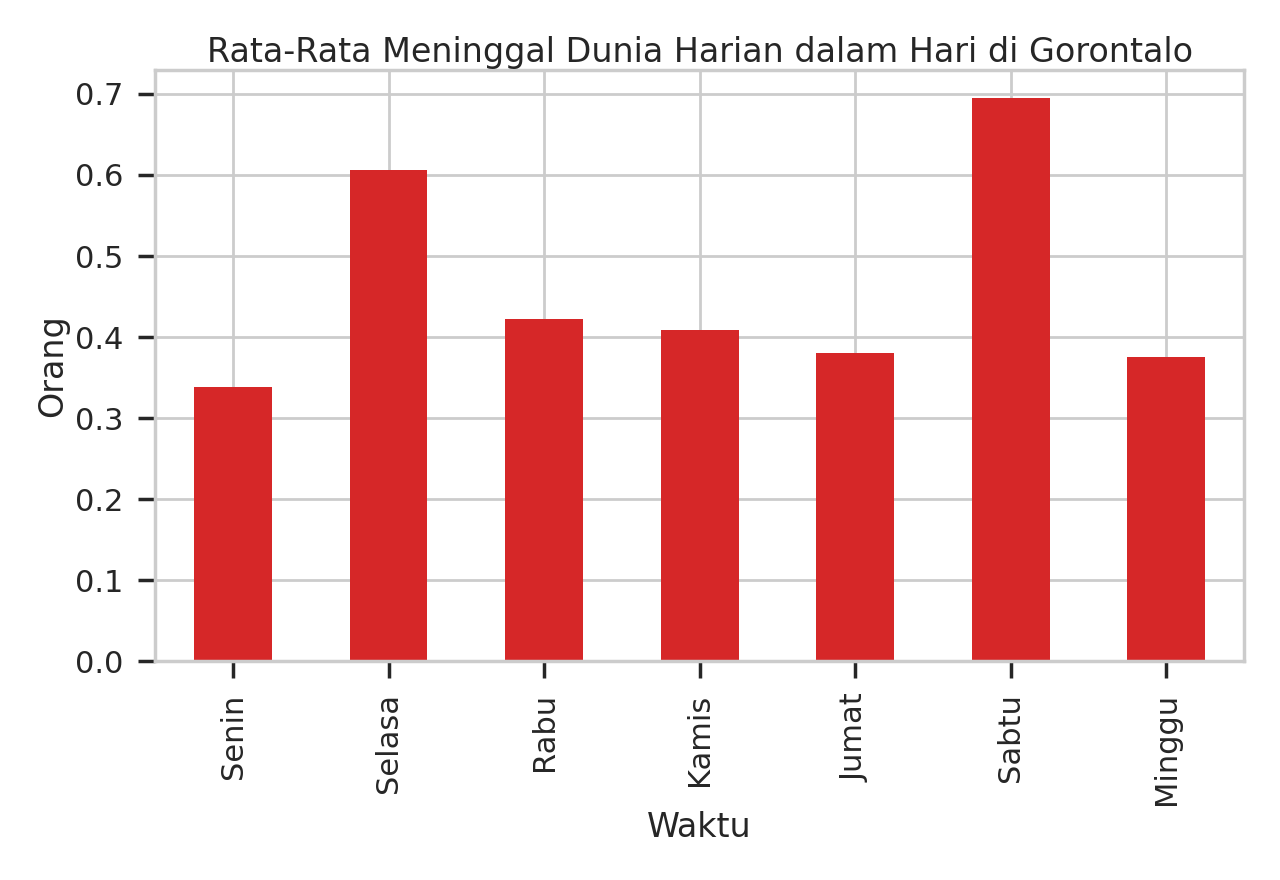 Rata-Rata Meninggal Dunia Harian dalam Hari di Gorontalo
0.7
0.6
0.5
0.4
0.3
0.2
0.1
0.0
Orang
Senin
Selasa
Rabu
Kamis
Jumat
Sabtu
Minggu
Waktu